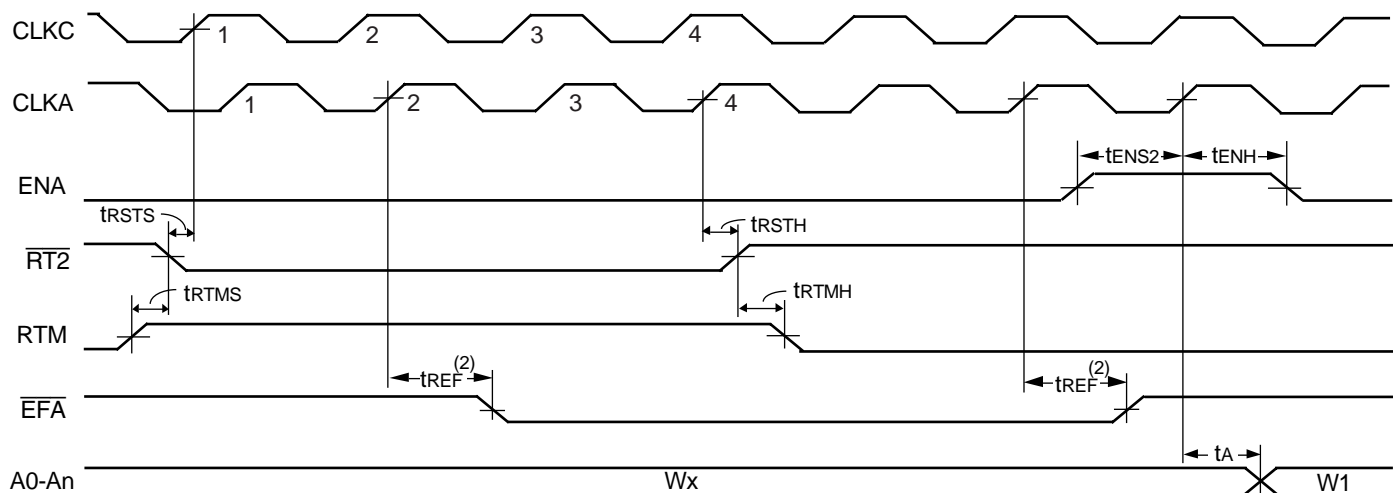 CLKC 1 2 3 4
CLKA 1 2 3 4
tENS2 tENH
ENA
tRSTS tRSTH
RT2
tRTMS tRTMH
RTM
tREF(2) tREF(2)
EFA
tA
A0-An Wx W1